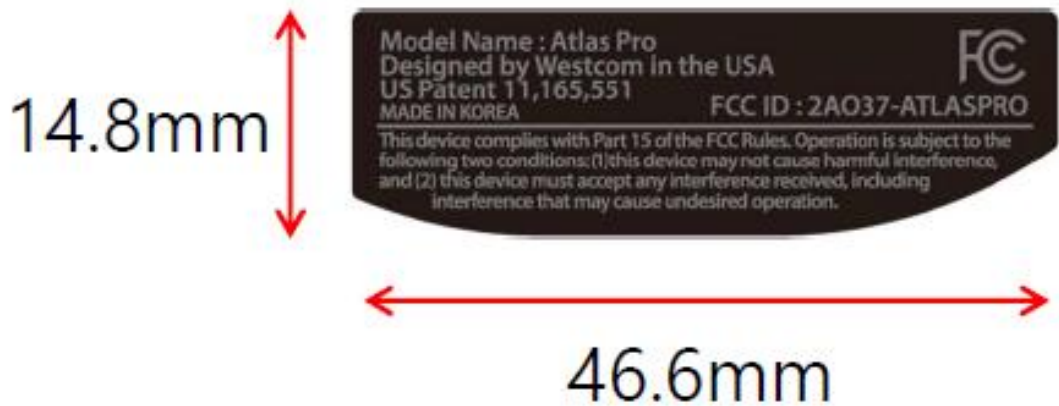 14.8mm
Model Name : Atlas Pro
Designed by Westcom in the USA
US Patent 11,165,551
MADE IN KOREA
FC
FCC ID : 2AO37-ATLASPRO
This device complies with Part 15 of the FCC Rules. Operation is subject to the
following two conditions: (1)this device may not cause harmful interference,
and (2) this device must accept any interference received, including
interference that may cause undesired operation.
46.6mm